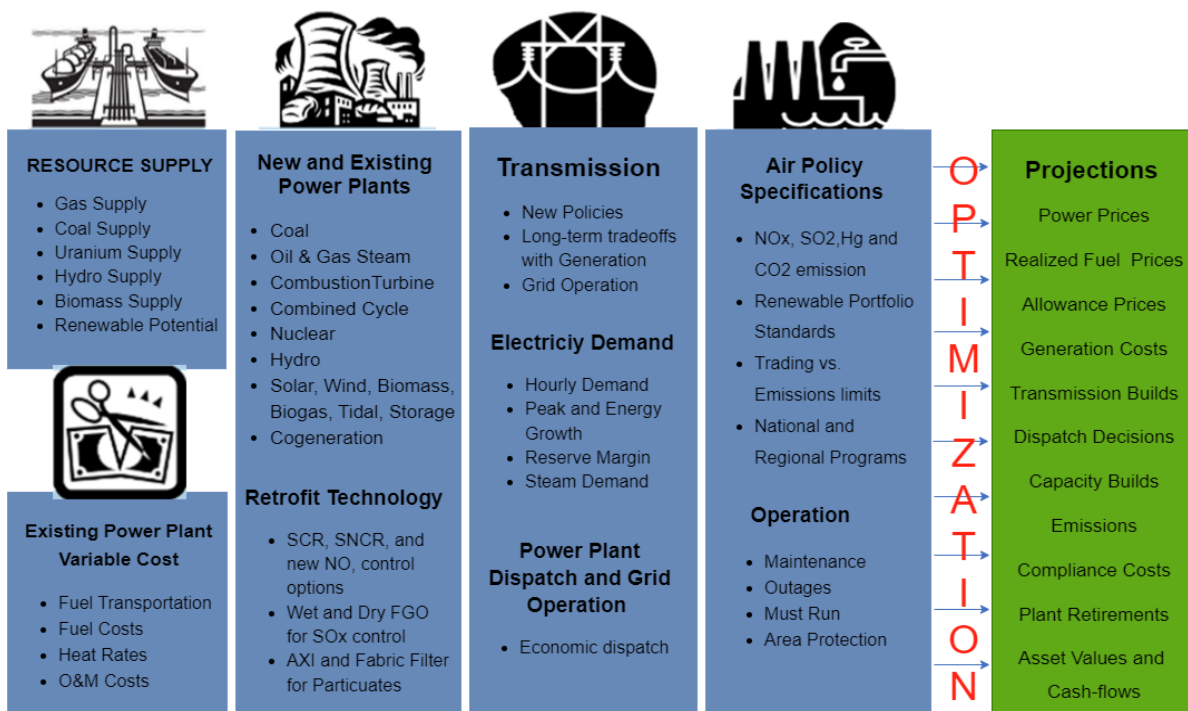 RESOURCE SUPPLY
• Gas Supply
• Coal Supply
• Uranium Supply
• Hydro Supply
• Biomass Supply
• Renewable Potential
Existing Power Plant
Variable Cost
• Fuel Transportation
• Fuel Costs
• Heat Rates
• O&M Costs
New and Existing
Power Plants
• Coal
• Oil & Gas Steam
• CombustionTurbine
• Combined Cycle
• Nuclear
• Hydro
• Solar, Wind, Biomass,
Biogas, Tidal, Storage
• Cogeneration
Retrofit Technology
• SCR, SNCR, and
new NO, control
options
• Wet and Dry FGO
for SOx control
• AXI and Fabric Filter
for Particuates
Transmission
• New Policies
• Long-term tradeoffs
with Generation
• Grid Operation
Electriciy Demand
• Hourly Demand
• Peak and Energy
Growth
• Reserve Margin
• Steam Demand
Power Plant
Dispatch and Grid
Operation
• Economic dispatch
Air Policy
Specifications
• NOx, SO2,Hg and
CO2 emission
• Renewable Portfolio
Standards
• Trading vs.
Emissions limits
• National and
Regional Programs
Operation
• Maintenance
• Outages
• Must Run
• Area Protection
OPTIMIZATION
Projections
Power Prices
Realized Fuel Prices
Allowance Prices
Generation Costs
Transmission Builds
Dispatch Decisions
Capacity Builds
Emissions
Compliance Costs
Plant Retirements
Asset Values and
Cash-flows